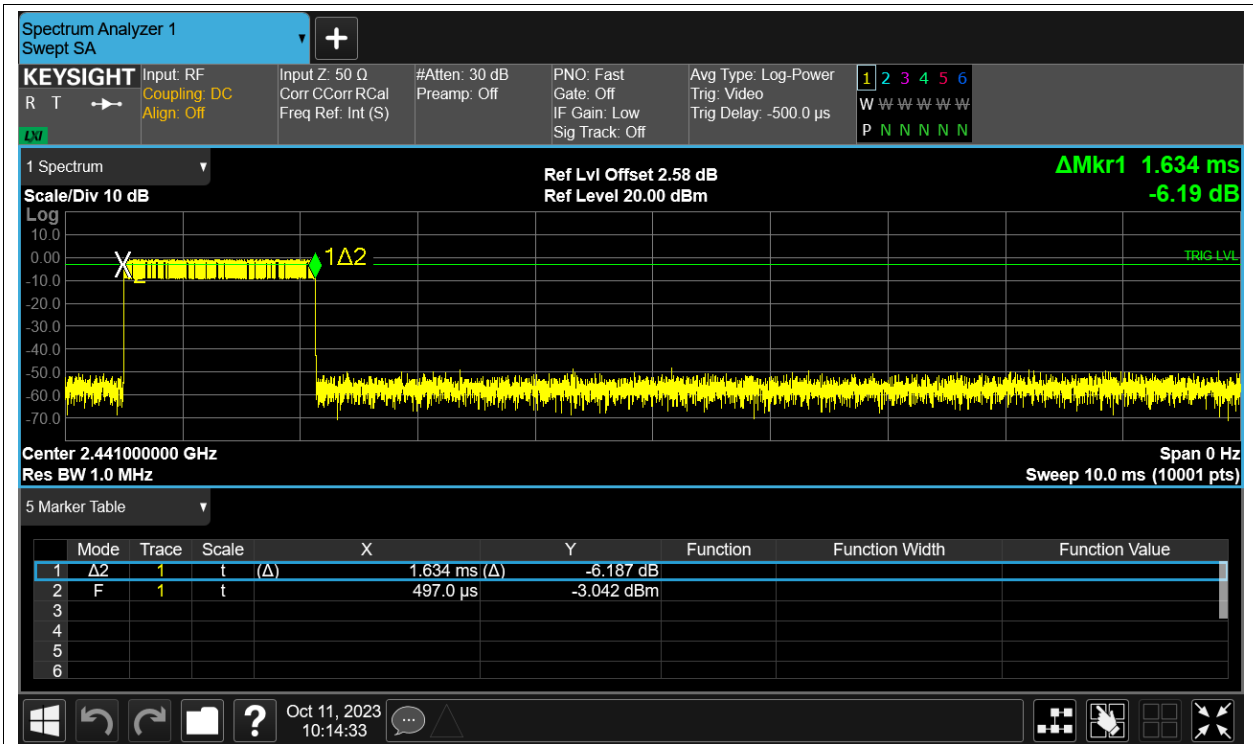 Spectrum Analyzer 1
Swept SA
KEYSIGHT
R T
LXI
Input: RF
Coupling: DC
Align: Off
Input Z: 50 Ω
Corr CCorr RCal
Freq Ref: Int (S)
#Atten: 30 dB
Preamp: Off
PNO: Fast
Gate: Off
IF Gain: Low
Sig Track: Off
Avg Type: Log-Power
Trig: Video
Trig Delay: -500.0 µs
1 2 3 4 5 6
W W W W W W
P N N N N N
1 Spectrum
Scale/Div 10 dB
Ref Lvl Offset 2.58 dB
Ref Level 20.00 dBm
ΔMkr1 1.634 ms
-6.19 dB
Log
10.0
0.00
-10.0
-20.0
-30.0
-40.0
-50.0
-60.0
-70.0
1Δ2
TRIG LVL
Center 2.441000000 GHz
Res BW 1.0 MHz
Span 0 Hz
Sweep 10.0 ms (10001 pts)
5 Marker Table
Mode Trace Scale X Y Function Function Width Function Value
1 Δ2 1 t (Δ) 1.634 ms (Δ) -6.187 dB
2 F 1 t 497.0 µs -3.042 dBm
3
4
5
6
?
Oct 11, 2023
10:14:33